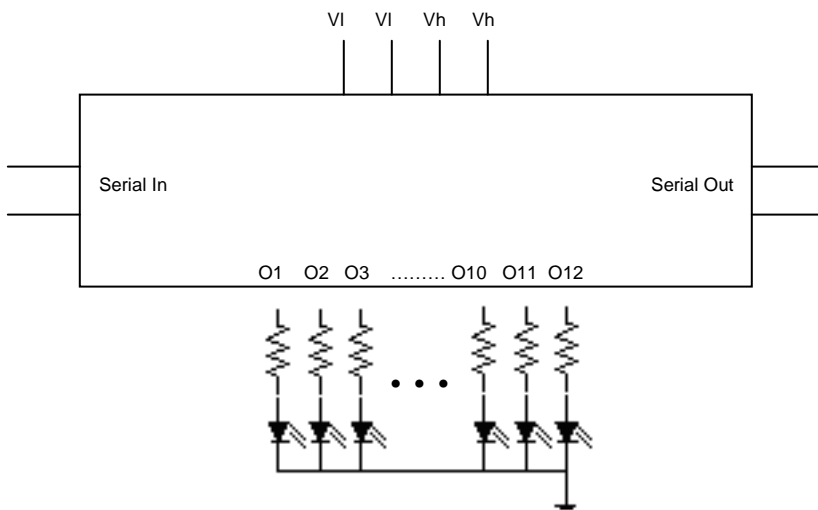 Vl Vl Vh Vh
Serial In Serial Out
O1 O2 O3 ……... O10 O11 O12